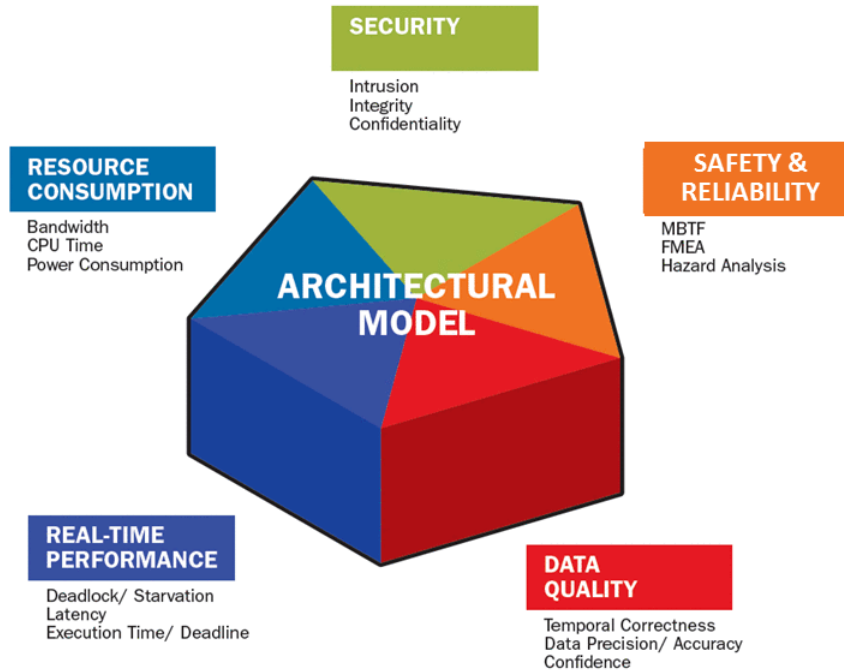 SECURITY
Intrusion
Integrity
Confidentiality
RESOURCE
CONSUMPTION
Bandwidth
CPU Time
Power Consumption
SAFETY &
RELIABILITY
MBTF
FMEA
Hazard Analysis
ARCHITECTURAL
MODEL
REAL-TIME
PERFORMANCE
Deadlock/ Starvation
Latency
Execution Time/ Deadline
DATA
QUALITY
Temporal Correctness
Data Precision/ Accuracy
Confidence